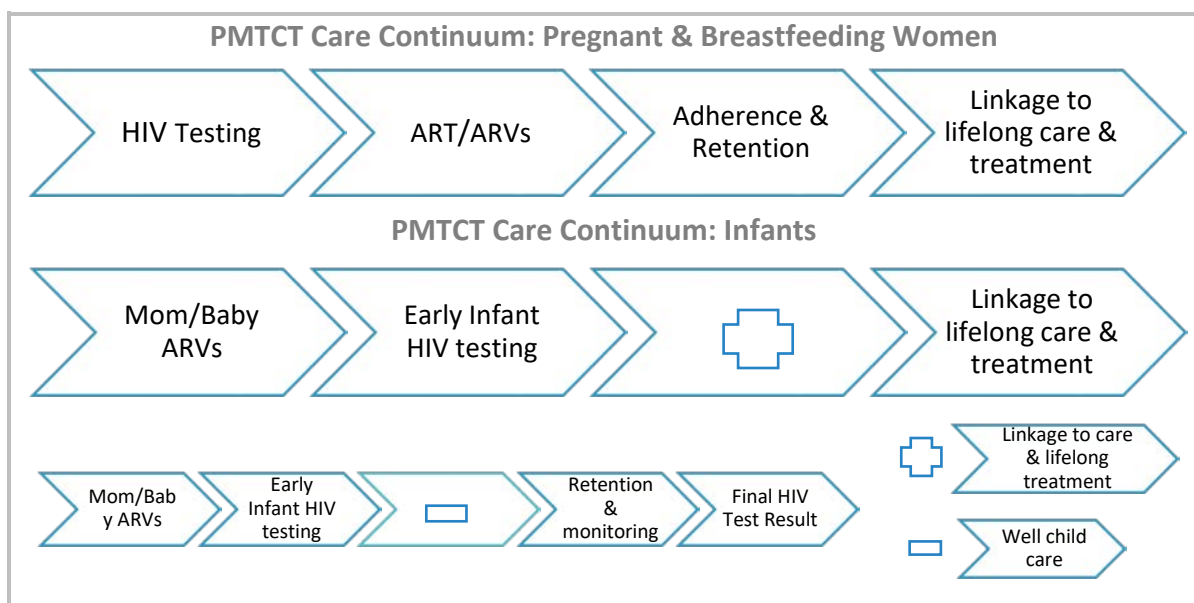 PMTCT Care Continuum: Pregnant & Breastfeeding Women
HIV Testing
ART/ARVs
Adherence &
Retention
Linkage to
lifelong care &
treatment
PMTCT Care Continuum: Infants
Mom/Baby
ARVs
Early Infant
HIV testing
Linkage to
lifelong care &
treatment
Mom/Bab
y ARVs
Early
Infant HIV
testing
Retention
&
monitoring
Final HIV
Test Result
Linkage to care
& lifelong
treatment
Well child
care